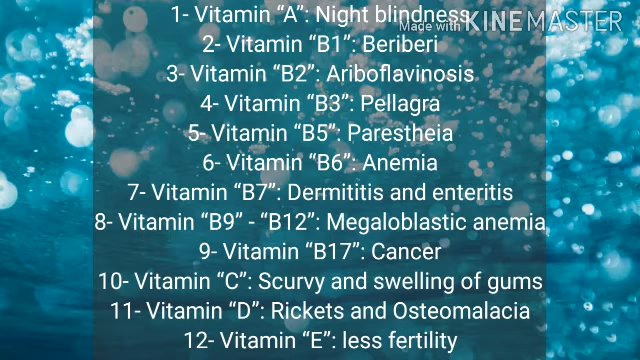 1- Vitamin “A”: Night blindness
Made with KINEMASTER
2- Vitamin “B1”: Beriberi
3- Vitamin “B2”: Ariboflavinosis
4- Vitamin “B3”: Pellagra
5- Vitamin “B5”: Parestheia
6- Vitamin “B6”: Anemia
7- Vitamin “B7”: Dermititis and enteritis
8- Vitamin “B9” - “B12”: Megaloblastic anemia
9- Vitamin “B17”: Cancer
10- Vitamin “C”: Scurvy and swelling of gums
11- Vitamin “D”: Rickets and Osteomalacia
12- Vitamin “E”: less fertility